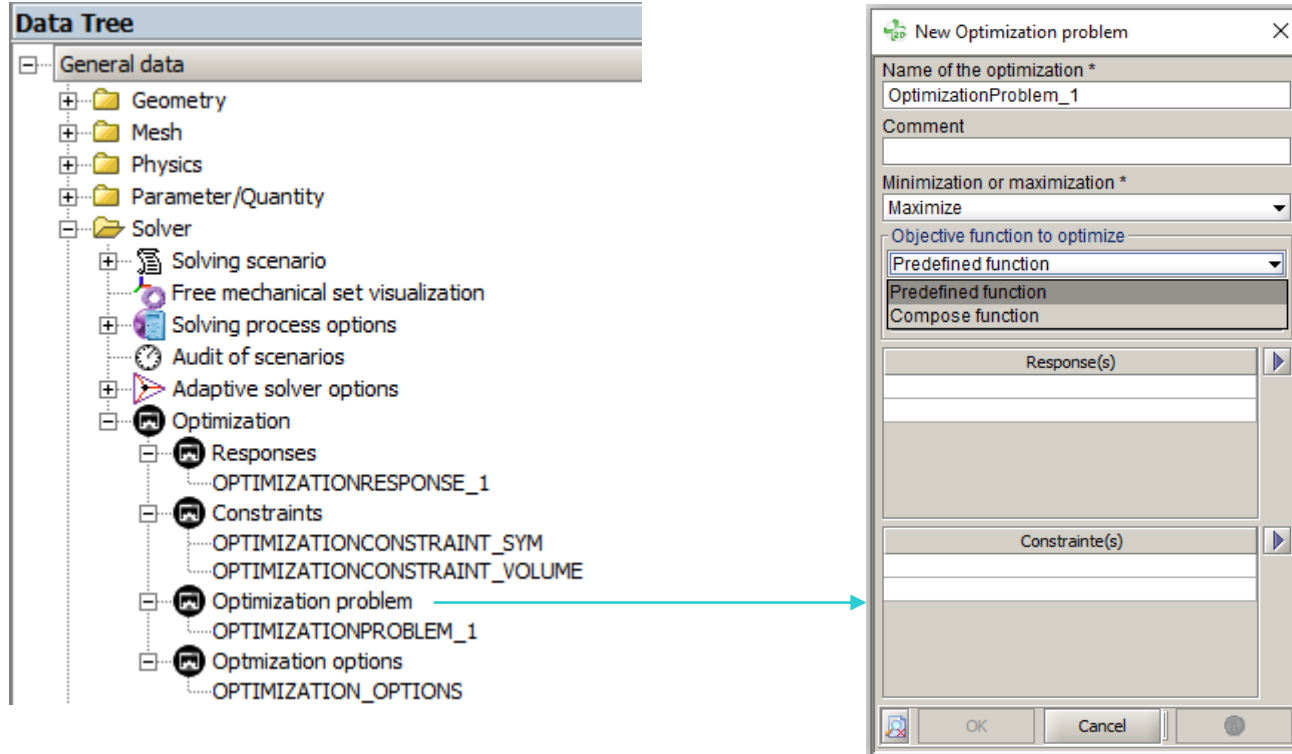 Data Tree
General data
Geometry
Mesh
Physics
Parameter/Quantity
Solver
Solving scenario
Free mechanical set visualization
Solving process options
Audit of scenarios
Adaptive solver options
Optimization
Responses
OPTIMIZATIONRESPONSE_1
Constraints
OPTIMIZATIONCONSTRAINT_SYM
OPTIMIZATIONCONSTRAINT_VOLUME
Optimization problem
OPTIMIZATIONPROBLEM_1
Optmization options
OPTIMIZATION_OPTIONS
New Optimization problem
Name of the optimization *
OptimizationProblem_1
Comment
Minimization or maximization *
Maximize
Objective function to optimize
Predefined function
Predefined function
Compose function
Response(s)
Constrainte(s)
OK Cancel